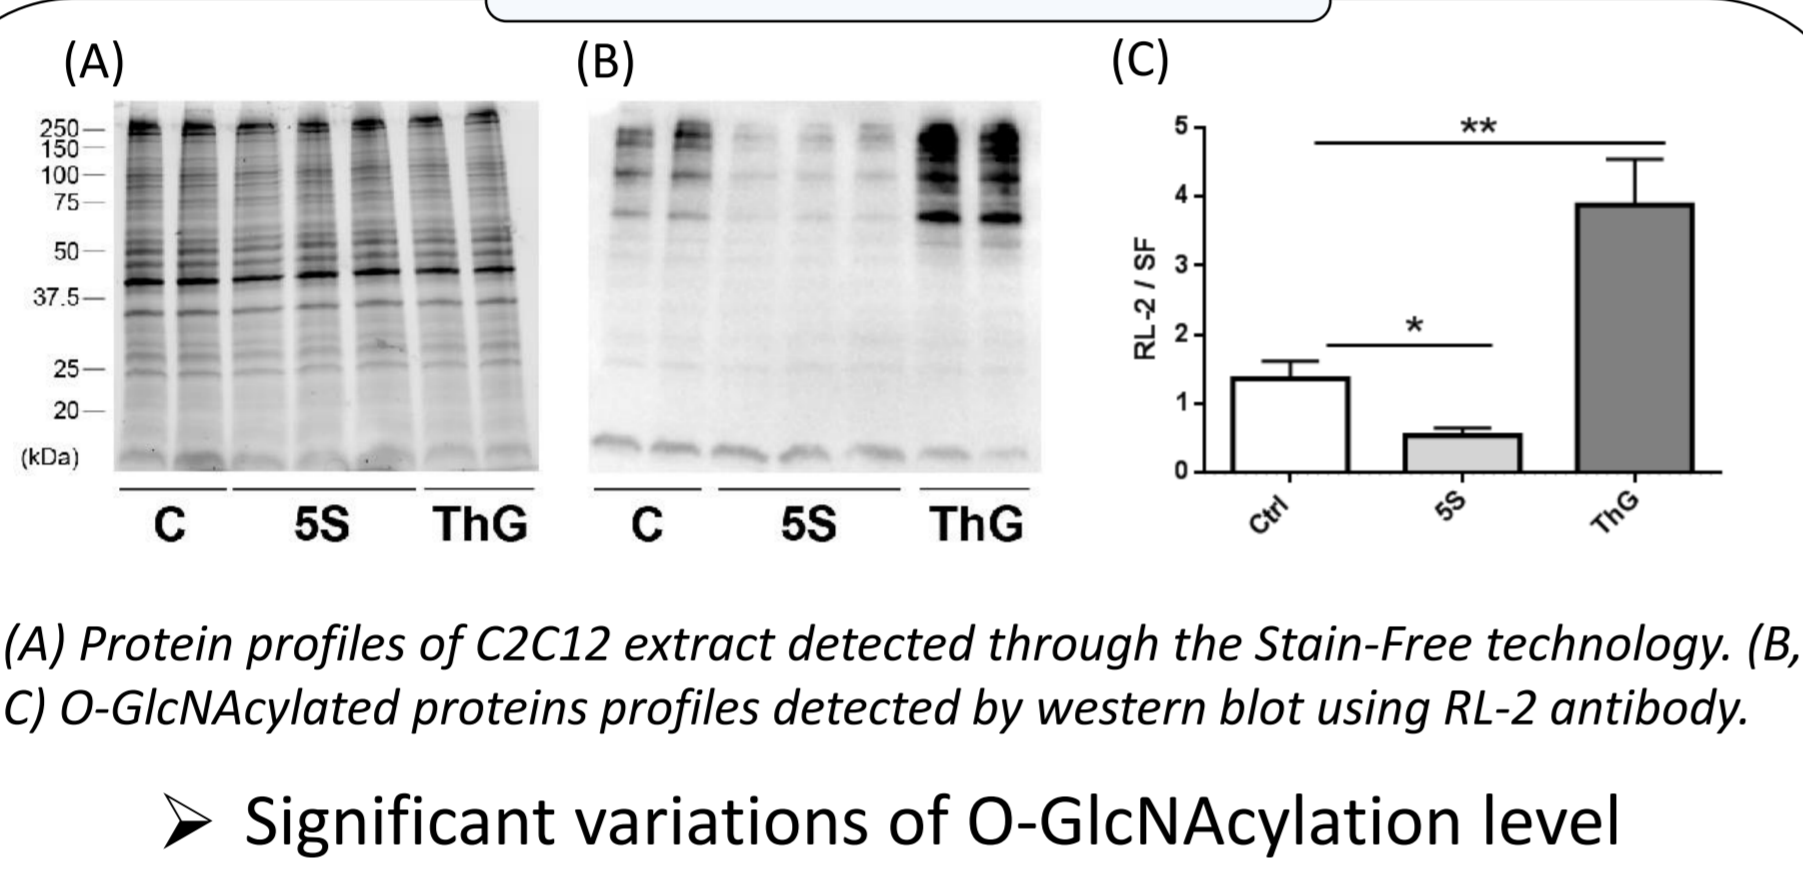 (A)
(B)
(C)
250
150
100
75
50
37.5
25
20
(kDa)
C 5S ThG
C 5S ThG
RL-2 / SF
5
4
3
2
1
0
**
*
Ctrl
5S
ThG
(A) Protein profiles of C2C12 extract detected through the Stain-Free technology. (B,
C) O-GlcNAcylated proteins profiles detected by western blot using RL-2 antibody.
➢ Significant variations of O-GlcNAcylation level